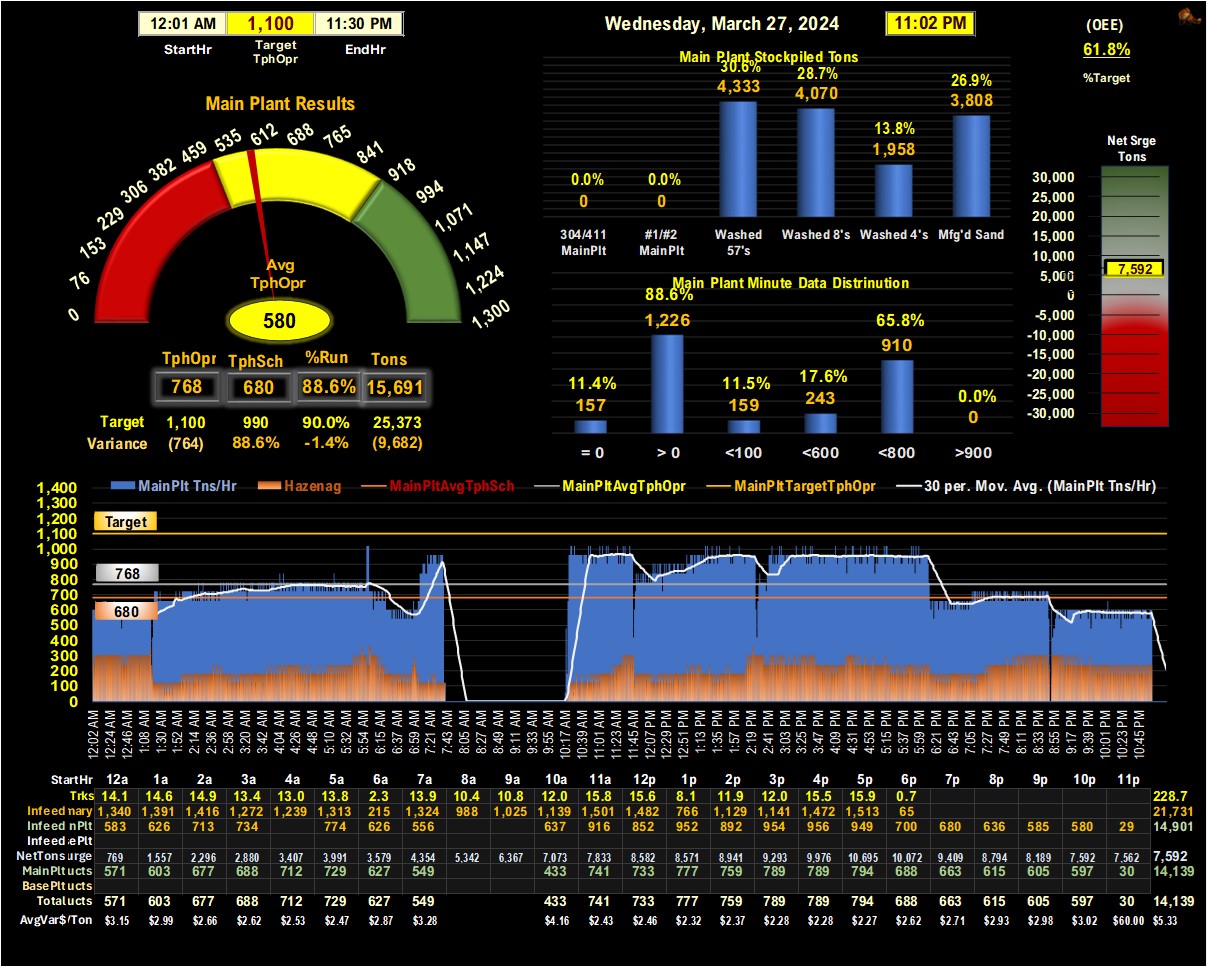 12:01 AM 1,100 11:30 PM
StartHr Target TphOpr EndHr
Wednesday, March 27, 2024 11:02 PM
(OEE)
61.8%
%Target
Main Plant Results
0 76 153 229 306 382 459 535 612 688 765 841 918 994 1,071 1,147 1,224 1,300
Avg
TphOpr
580
TphOpr TphSch %Run Tons
768 680 88.6% 15,691
Target 1,100 990 90.0% 25,373
Variance (764) 88.6% -1.4% (9,682)
Main Plant Stockpiled Tons
0.0% 0.0% 30.6% 28.7% 13.8% 26.9%
0 0 4,333 4,070 1,958 3,808
304/411 MainPlt #1/#2 MainPlt Washed 57's Washed 8's Washed 4's Mfg'd Sand
Main Plant Minute Data Distrinution
11.4% 88.6% 11.5% 17.6% 65.8% 0.0%
157 1,226 159 243 910 0
= 0 > 0 <100 <600 <800 >900
Net Srge
Tons
30,000
25,000
20,000
15,000
10,000
7,592
5,000
0
-5,000
-10,000
-15,000
-20,000
-25,000
-30,000
MainPlt Tns/Hr Hazenag MainPltAvgTphSch MainPltAvgTphOpr MainPltTargetTphOpr 30 per. Mov. Avg. (MainPlt Tns/Hr)
1,400
1,300
1,200
Target
1,100
1,000
900
768
800
700
680
600
500
400
300
200
100
0
12:02 AM 12:24 AM 12:46 AM 1:08 AM 1:30 AM 1:52 AM 2:14 AM 2:36 AM 2:58 AM 3:20 AM 3:42 AM 4:04 AM 4:26 AM 4:48 AM 5:10 AM 5:32 AM 5:54 AM 6:15 AM 6:37 AM 6:59 AM 7:21 AM 7:43 AM 8:05 AM 8:27 AM 8:49 AM 9:11 AM 9:33 AM 9:55 AM 10:17 AM 10:39 AM 11:01 AM 11:23 AM 11:45 AM 12:07 PM 12:29 PM 12:51 PM 1:13 PM 1:35 PM 1:57 PM 2:19 PM 2:41 PM 3:03 PM 3:25 PM 3:47 PM 4:09 PM 4:31 PM 4:53 PM 5:15 PM 5:37 PM 5:59 PM 6:21 PM 6:43 PM 7:05 PM 7:27 PM 7:49 PM 8:11 PM 8:33 PM 8:55 PM 9:17 PM 9:39 PM 10:01 PM 10:23 PM 10:45 PM
StartHr 12a 1a 2a 3a 4a 5a 6a 7a 8a 9a 10a 11a 12p 1p 2p 3p 4p 5p 6p 7p 8p 9p 10p 11p
Trks 14.1 14.6 14.9 13.4 13.0 13.8 2.3 13.9 10.4 10.8 12.0 15.8 15.6 8.1 11.9 12.0 15.5 15.9 0.7 228.7
Infeed nary 1,340 1,391 1,416 1,272 1,239 1,313 215 1,324 988 1,025 1,139 1,501 1,482 766 1,129 1,141 1,472 1,513 65 21,731
Infeed nPlt 583 626 713 734 774 626 556 637 916 852 952 892 954 956 949 700 680 636 585 580 29 14,901
Infeed ePlt
NetTons urge 769 1,557 2,296 2,880 3,407 3,991 3,579 4,354 5,342 6,367 7,073 7,833 8,582 8,571 8,941 9,293 9,976 10,695 10,072 9,409 8,794 8,189 7,592 7,562 7,592
MainPlt ucts 571 603 677 688 712 729 627 549 433 741 733 777 759 789 789 794 688 663 615 605 597 30 14,139
BasePlt ucts
Total ucts 571 603 677 688 712 729 627 549 433 741 733 777 759 789 789 794 688 663 615 605 597 30 14,139
AvgVar$/Ton $3.15 $2.99 $2.66 $2.62 $2.53 $2.47 $2.87 $3.28 $4.16 $2.43 $2.46 $2.32 $2.37 $2.28 $2.28 $2.27 $2.62 $2.71 $2.93 $2.98 $3.02 $60.00 $5.33